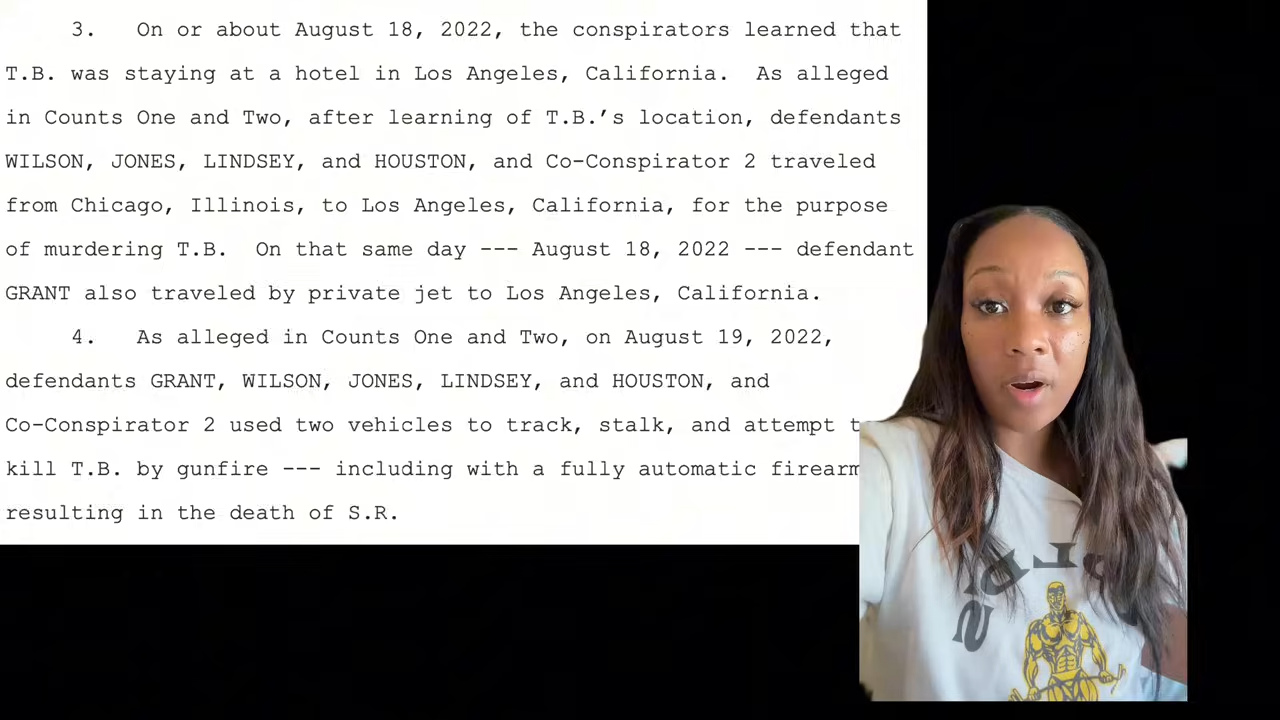 3. On or about August 18, 2022, the conspirators learned that
T.B. was staying at a hotel in Los Angeles, California. As alleged
in Counts One and Two, after learning of T.B.'s location, defendants
WILSON, JONES, LINDSEY, and HOUSTON, and Co-Conspirator 2 traveled
from Chicago, Illinois, to Los Angeles, California, for the purpose
of murdering T.B. On that same day --- August 18, 2022 --- defendant
GRANT also traveled by private jet to Los Angeles, California.
4. As alleged in Counts One and Two, on August 19, 2022,
defendants GRANT, WILSON, JONES, LINDSEY, and HOUSTON, and
Co-Conspirator 2 used two vehicles to track, stalk, and attempt
kill T.B. by gunfire --- including with a fully automatic firearm
resulting in the death of S.R.